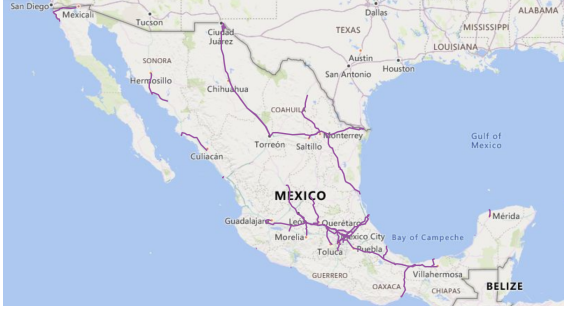 San Diego
Mexicali
Tucson
Dallas
ALABAMA
TEXAS
MISSISSIPPI
Ciudad
Juarez
LOUISIANA
Austin
San Antonio
Houston
SONORA
Hermosillo
Chihuahua
COAHUILA
Torreón
Saltillo
Monterrey
Gulf of
Mexico
Culiacán
MEXICO
Mérida
Guadalajara
León
Querétaro
Morelia
Mexico City
Bay of Campeche
Toluca
Puebla
GUERRERO
OAXACA
Villahermosa
CHIAPAS
BELIZE